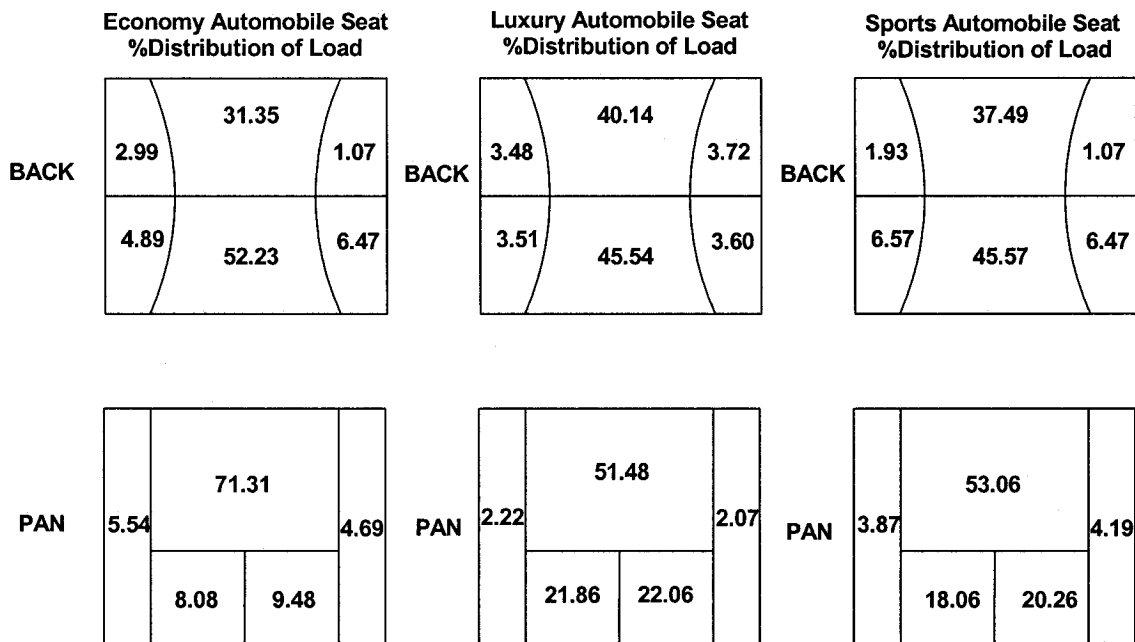 Economy Automobile Seat
%Distribution of Load
Luxury Automobile Seat
%Distribution of Load
Sports Automobile Seat
%Distribution of Load
BACK
31.35
2.99
1.07
4.89
52.23
6.47
BACK
40.14
3.48
3.72
3.51
45.54
3.60
BACK
37.49
1.93
1.07
6.57
45.57
6.47
PAN
71.31
5.54
4.69
8.08
9.48
PAN
51.48
2.22
2.07
21.86
22.06
PAN
53.06
3.87
4.19
18.06
20.26